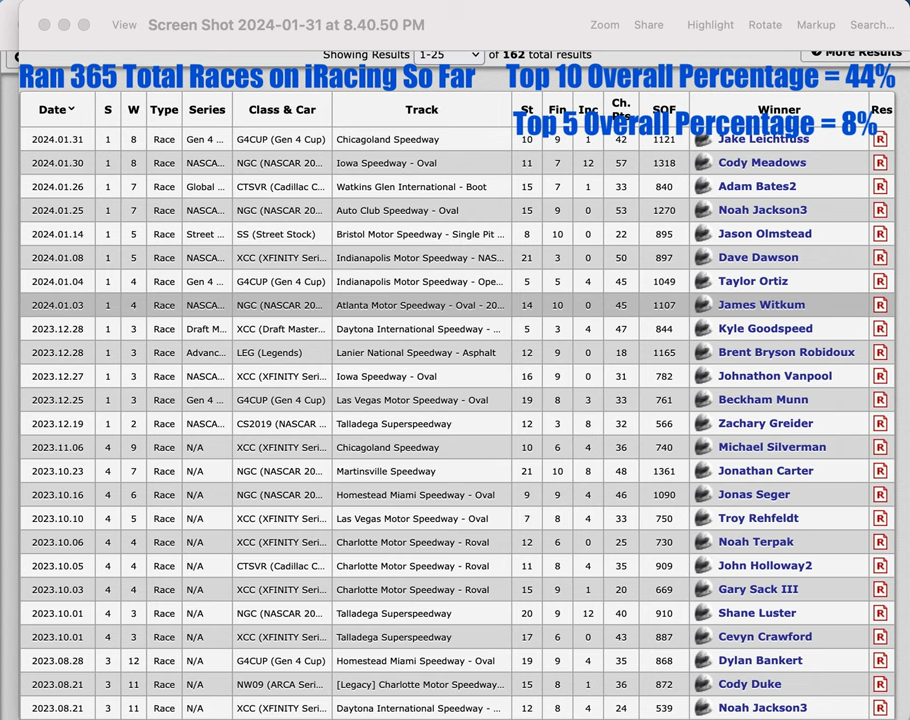 View Screen Shot 2024-01-31 at 8.40.50 PM Zoom Share Highlight Rotate Markup Search...
Showing Results 1-25 of 162 total results More Results
Ran 365 Total Races on iRacing So Far Top 10 Overall Percentage = 44%
Date S W Type Series Class & Car Track St Fin Inc Ch. Pts SOF Winner Res
Top 5 Overall Percentage = 8%
2024.01.31 1 8 Race Gen 4 ... G4CUP (Gen 4 Cup) Chicagoland Speedway 10 9 1 42 1121 Jake Leichtfuss R
2024.01.30 1 8 Race NASCA... NGC (NASCAR 20... Iowa Speedway - Oval 11 7 12 57 1318 Cody Meadows R
2024.01.26 1 7 Race Global ... CTSVR (Cadillac C... Watkins Glen International - Boot 15 7 1 33 840 Adam Bates2 R
2024.01.25 1 7 Race NASCA... NGC (NASCAR 20... Auto Club Speedway - Oval 15 9 0 53 1270 Noah Jackson3 R
2024.01.14 1 5 Race Street ... SS (Street Stock) Bristol Motor Speedway - Single Pit ... 8 10 0 22 895 Jason Olmstead R
2024.01.08 1 5 Race NASCA... XCC (XFINITY Seri... Indianapolis Motor Speedway - NAS... 21 3 0 50 897 Dave Dawson R
2024.01.04 1 4 Race Gen 4 ... G4CUP (Gen 4 Cup) Indianapolis Motor Speedway - Ope... 5 5 4 45 1049 Taylor Ortiz R
2024.01.03 1 4 Race NASCA... NGC (NASCAR 20... Atlanta Motor Speedway - Oval - 20... 14 10 0 45 1107 James Witkum R
2023.12.28 1 3 Race Draft M... XCC (Draft Master... Daytona International Speedway - ... 5 3 4 47 844 Kyle Goodspeed R
2023.12.28 1 3 Race Advanc... LEG (Legends) Lanier National Speedway - Asphalt 12 9 0 18 1165 Brent Bryson Robidoux R
2023.12.27 1 3 Race NASCA... XCC (XFINITY Seri... Iowa Speedway - Oval 16 9 0 31 782 Johnathon Vanpool R
2023.12.25 1 3 Race Gen 4 ... G4CUP (Gen 4 Cup) Las Vegas Motor Speedway - Oval 19 8 3 33 761 Beckham Munn R
2023.12.19 1 2 Race NASCA... CS2019 (NASCAR ... Talladega Superspeedway 12 3 8 32 566 Zachary Greider R
2023.11.06 4 9 Race N/A XCC (XFINITY Seri... Chicagoland Speedway 10 6 4 36 740 Michael Silverman R
2023.10.23 4 7 Race N/A NGC (NASCAR 20... Martinsville Speedway 21 10 8 48 1361 Jonathan Carter R
2023.10.16 4 6 Race N/A NGC (NASCAR 20... Homestead Miami Speedway - Oval 9 9 4 46 1090 Jonas Seger R
2023.10.10 4 5 Race N/A XCC (XFINITY Seri... Las Vegas Motor Speedway - Oval 7 8 4 33 750 Troy Rehfeldt R
2023.10.06 4 4 Race N/A XCC (XFINITY Seri... Charlotte Motor Speedway - Roval 12 6 0 25 730 Noah Terpak R
2023.10.05 4 4 Race N/A CTSVR (Cadillac C... Charlotte Motor Speedway - Roval 11 8 4 35 909 John Holloway2 R
2023.10.03 4 4 Race N/A XCC (XFINITY Seri... Charlotte Motor Speedway - Roval 15 9 1 20 669 Gary Sack III R
2023.10.01 4 3 Race N/A NGC (NASCAR 20... Talladega Superspeedway 20 9 12 40 910 Shane Luster R
2023.10.01 4 3 Race N/A XCC (XFINITY Seri... Talladega Superspeedway 17 6 0 43 887 Cevyn Crawford R
2023.08.28 3 12 Race N/A G4CUP (Gen 4 Cup) Homestead Miami Speedway - Oval 19 9 4 35 868 Dylan Bankert R
2023.08.21 3 11 Race N/A NW09 (ARCA Serie... [Legacy] Charlotte Motor Speedway... 15 8 1 36 872 Cody Duke R
2023.08.21 3 11 Race N/A XCC (XFINITY Seri... Daytona International Speedway - ... 12 8 4 24 539 Noah Jackson3 R